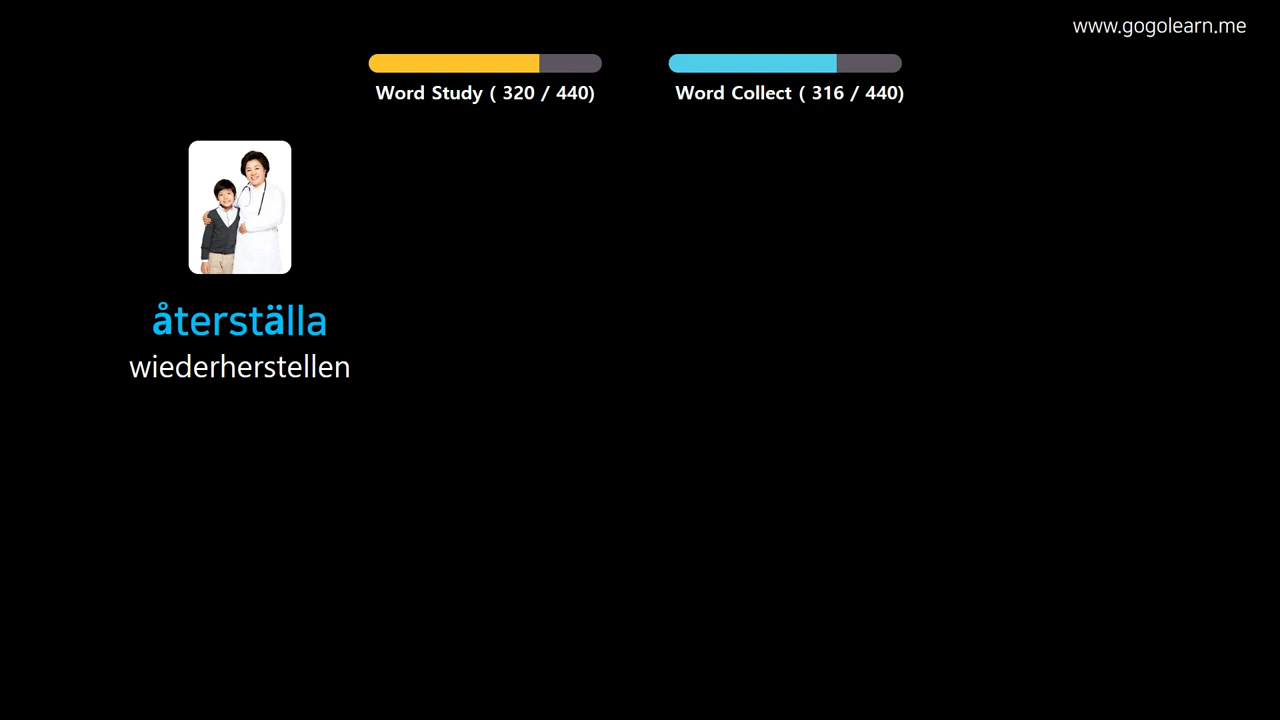 www.gogolearn.me
Word Study ( 320 / 440)
Word Collect ( 316 / 440)
återställa
wiederherstellen